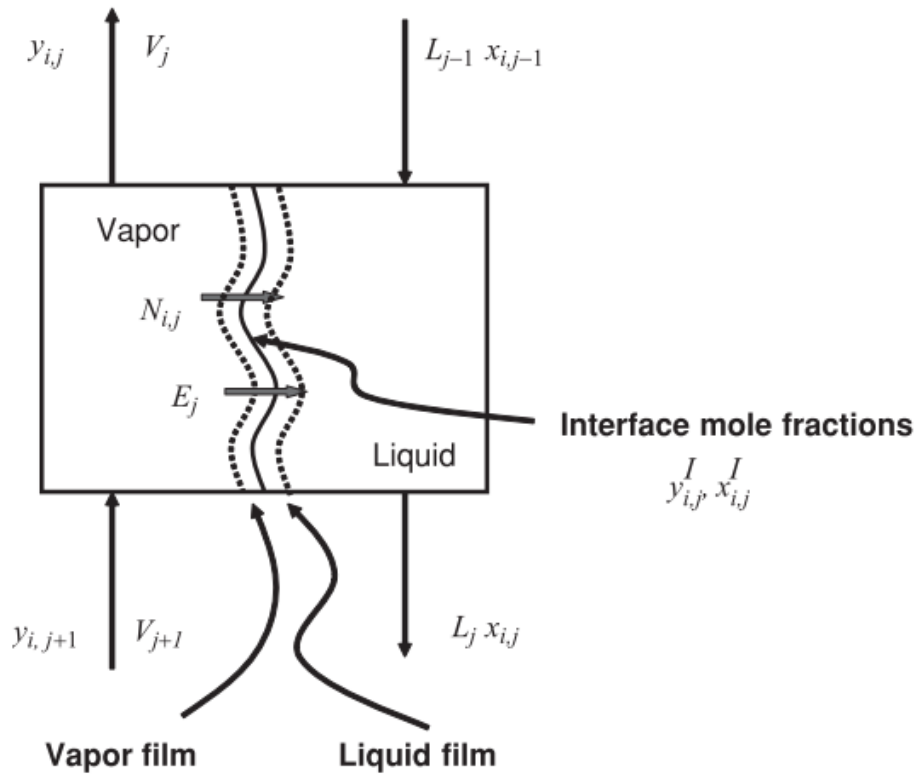 y_{i,j} V_j L_{j-1} x_{i,j-1}
Vapor
N_{i,j}
E_j
Interface mole fractions
Liquid
y^I_{i,j}, x^I_{i,j}
y_{i,j+1} V_{j+1} L_j x_{i,j}
Vapor film Liquid film